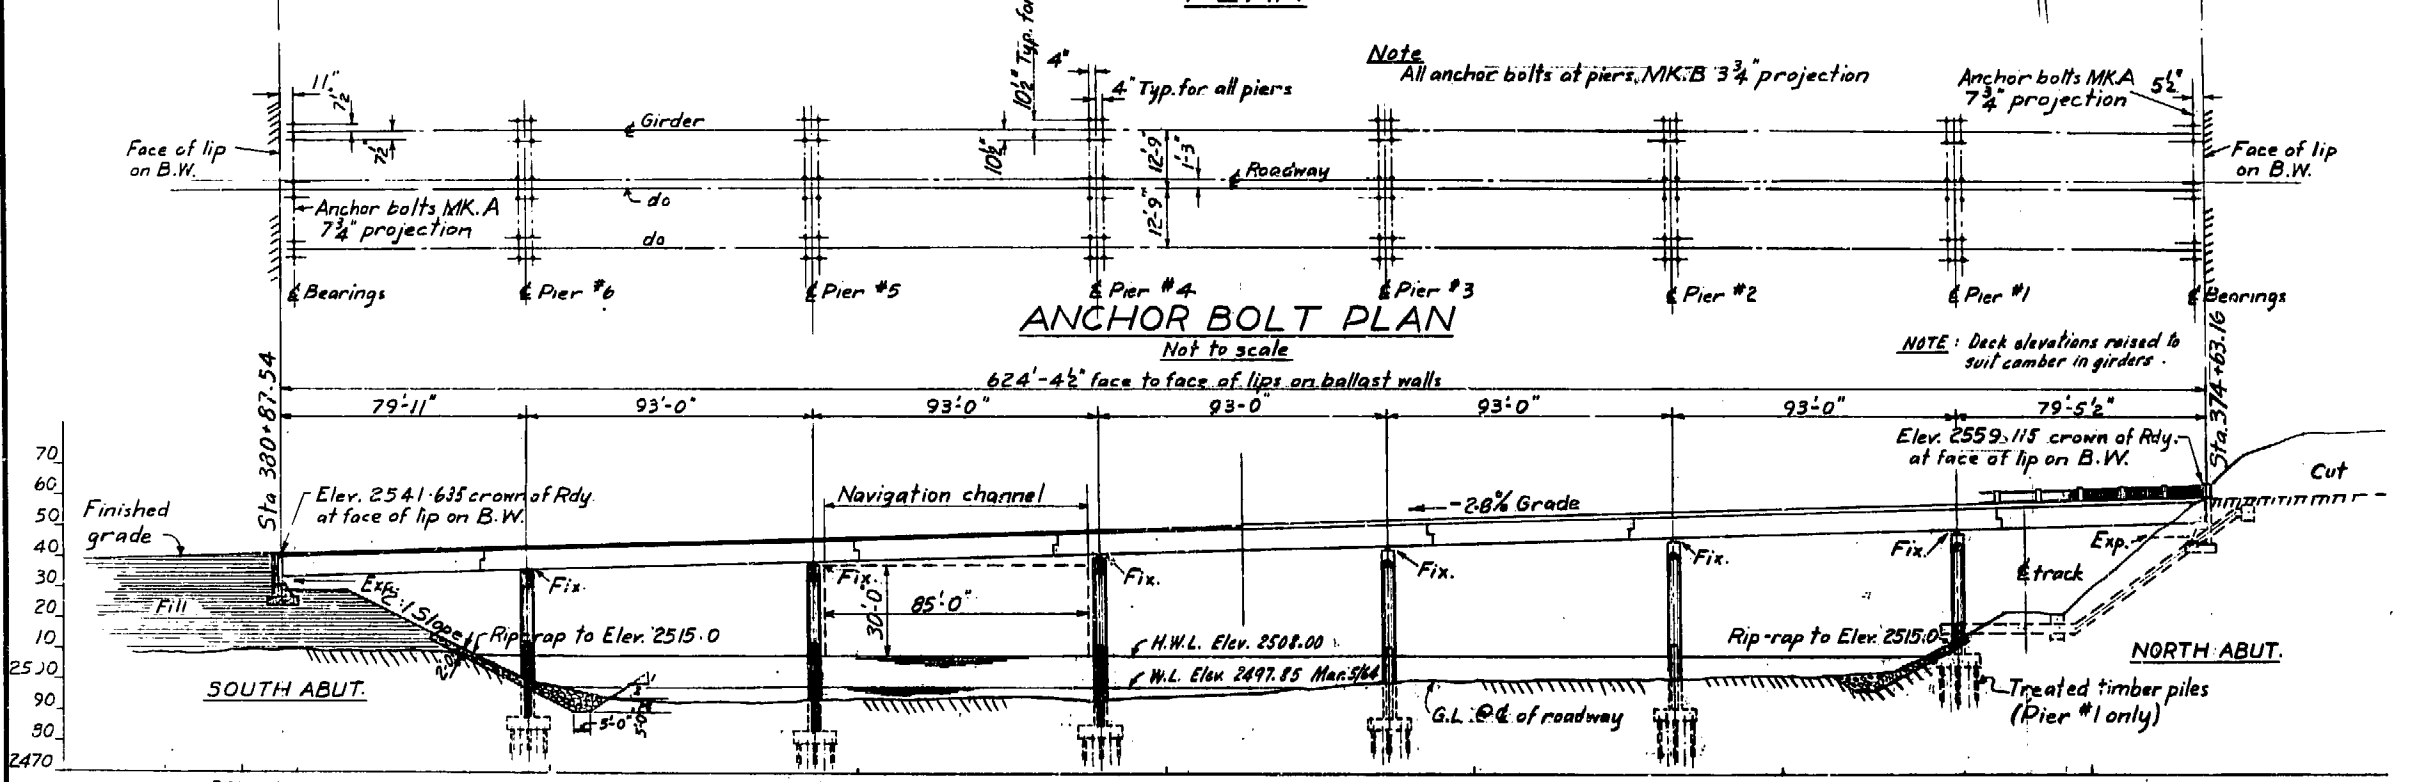 PLAN
10½" Typ. for
4"
4" Typ. for all piers
Note
All anchor bolts at piers, MK.B 3¾" projection
Anchor bolts MK.A
7¾" projection
5½"
11"
7½"
7½"
Face of lip
on B.W.
℄ Girder
10½"
12'-9"
1'-3"
12'-9"
℄ Roadway
Face of lip
on B.W.
Anchor bolts MK.A
7¾" projection
do
do
℄ Bearings
℄ Pier #6
℄ Pier #5
℄ Pier #4
℄ Pier #3
℄ Pier #2
℄ Pier #1
℄ Bearings
ANCHOR BOLT PLAN
Not to scale
NOTE : Deck elevations raised to
suit camber in girders.
Sta 380+87.54
Sta. 374+63.16
624'-4½" face to face of lips on ballast walls
79'-11"
93'-0"
93'-0"
93'-0"
93'-0"
93'-0"
79'-5½"
70
60
50
40
30
20
10
2500
90
80
2470
Finished
grade
Elev. 2541.635 crown of Rdy.
at face of lip on B.W.
Navigation channel
-2.8% Grade
Elev. 2559.115 crown of Rdy.
at face of lip on B.W.
Cut
Fill
Exp.
Slope
Fix.
Fix.
Fix.
Fix.
Fix.
Fix.
Exp.
℄ track
30'-0"
85'-0"
Rip-rap to Elev. 2515.0
H.W.L. Elev. 2508.00
W.L. Elev. 2497.85 Mar. 5/64
Rip-rap to Elev. 2515.0
2'-0"
5'-0"
5'-0"
SOUTH ABUT.
NORTH ABUT.
G.L. @ ℄ of roadway
Treated timber piles
(Pier #1 only)